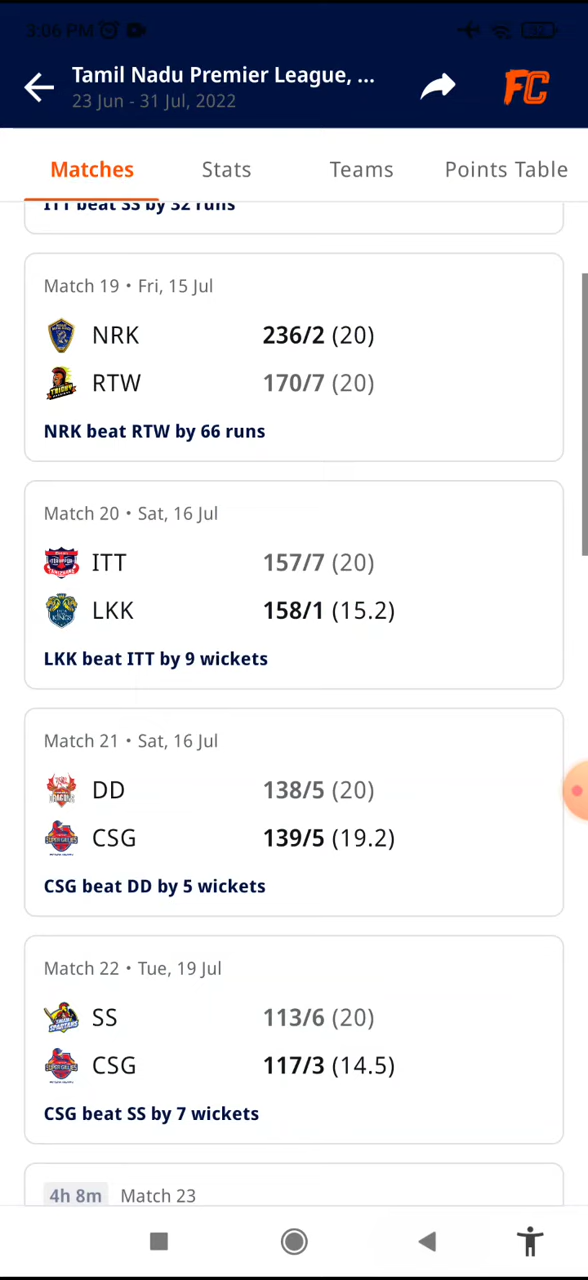 3:06 PM
Tamil Nadu Premier League, ...
23 Jun - 31 Jul, 2022
FC
Matches Stats Teams Points Table
ITT beat SS by 32 runs
Match 19 • Fri, 15 Jul
NRK 236/2 (20)
RTW 170/7 (20)
NRK beat RTW by 66 runs
Match 20 • Sat, 16 Jul
ITT 157/7 (20)
LKK 158/1 (15.2)
LKK beat ITT by 9 wickets
Match 21 • Sat, 16 Jul
DD 138/5 (20)
CSG 139/5 (19.2)
CSG beat DD by 5 wickets
Match 22 • Tue, 19 Jul
SS 113/6 (20)
CSG 117/3 (14.5)
CSG beat SS by 7 wickets
4h 8m Match 23